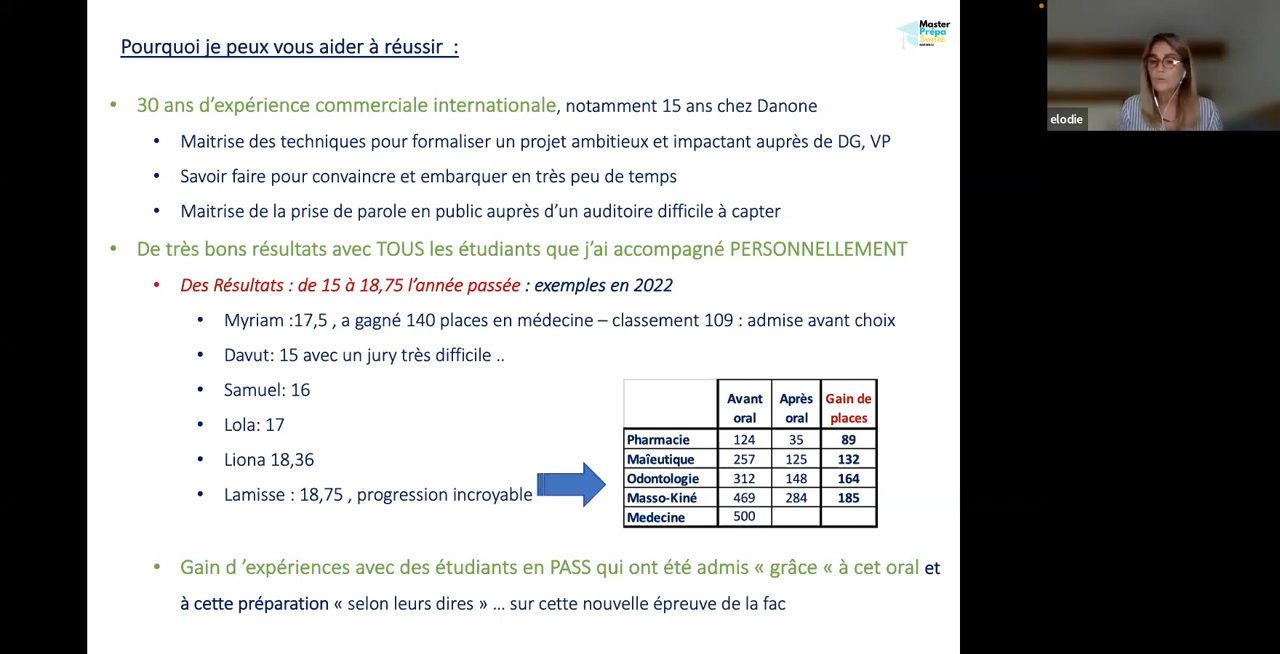 Pourquoi je peux vous aider à réussir :
Master
Prépa
Santé
elodie
• 30 ans d'expérience commerciale internationale, notamment 15 ans chez Danone
• Maitrise des techniques pour formaliser un projet ambitieux et impactant auprès de DG, VP
• Savoir faire pour convaincre et embarquer en très peu de temps
• Maitrise de la prise de parole en public auprès d'un auditoire difficile à capter
• De très bons résultats avec TOUS les étudiants que j'ai accompagné PERSONNELLEMENT
• Des Résultats : de 15 à 18,75 l'année passée : exemples en 2022
• Myriam :17,5 , a gagné 140 places en médecine – classement 109 : admise avant choix
• Davut: 15 avec un jury très difficile ..
• Samuel: 16
• Lola: 17
• Liona 18,36
• Lamisse : 18,75 , progression incroyable
Avant oral Après oral Gain de places
Pharmacie 124 35 89
Maîeutique 257 125 132
Odontologie 312 148 164
Masso-Kiné 469 284 185
Medecine 500
• Gain d 'expériences avec des étudiants en PASS qui ont été admis « grâce « à cet oral et
à cette préparation « selon leurs dires » ... sur cette nouvelle épreuve de la fac